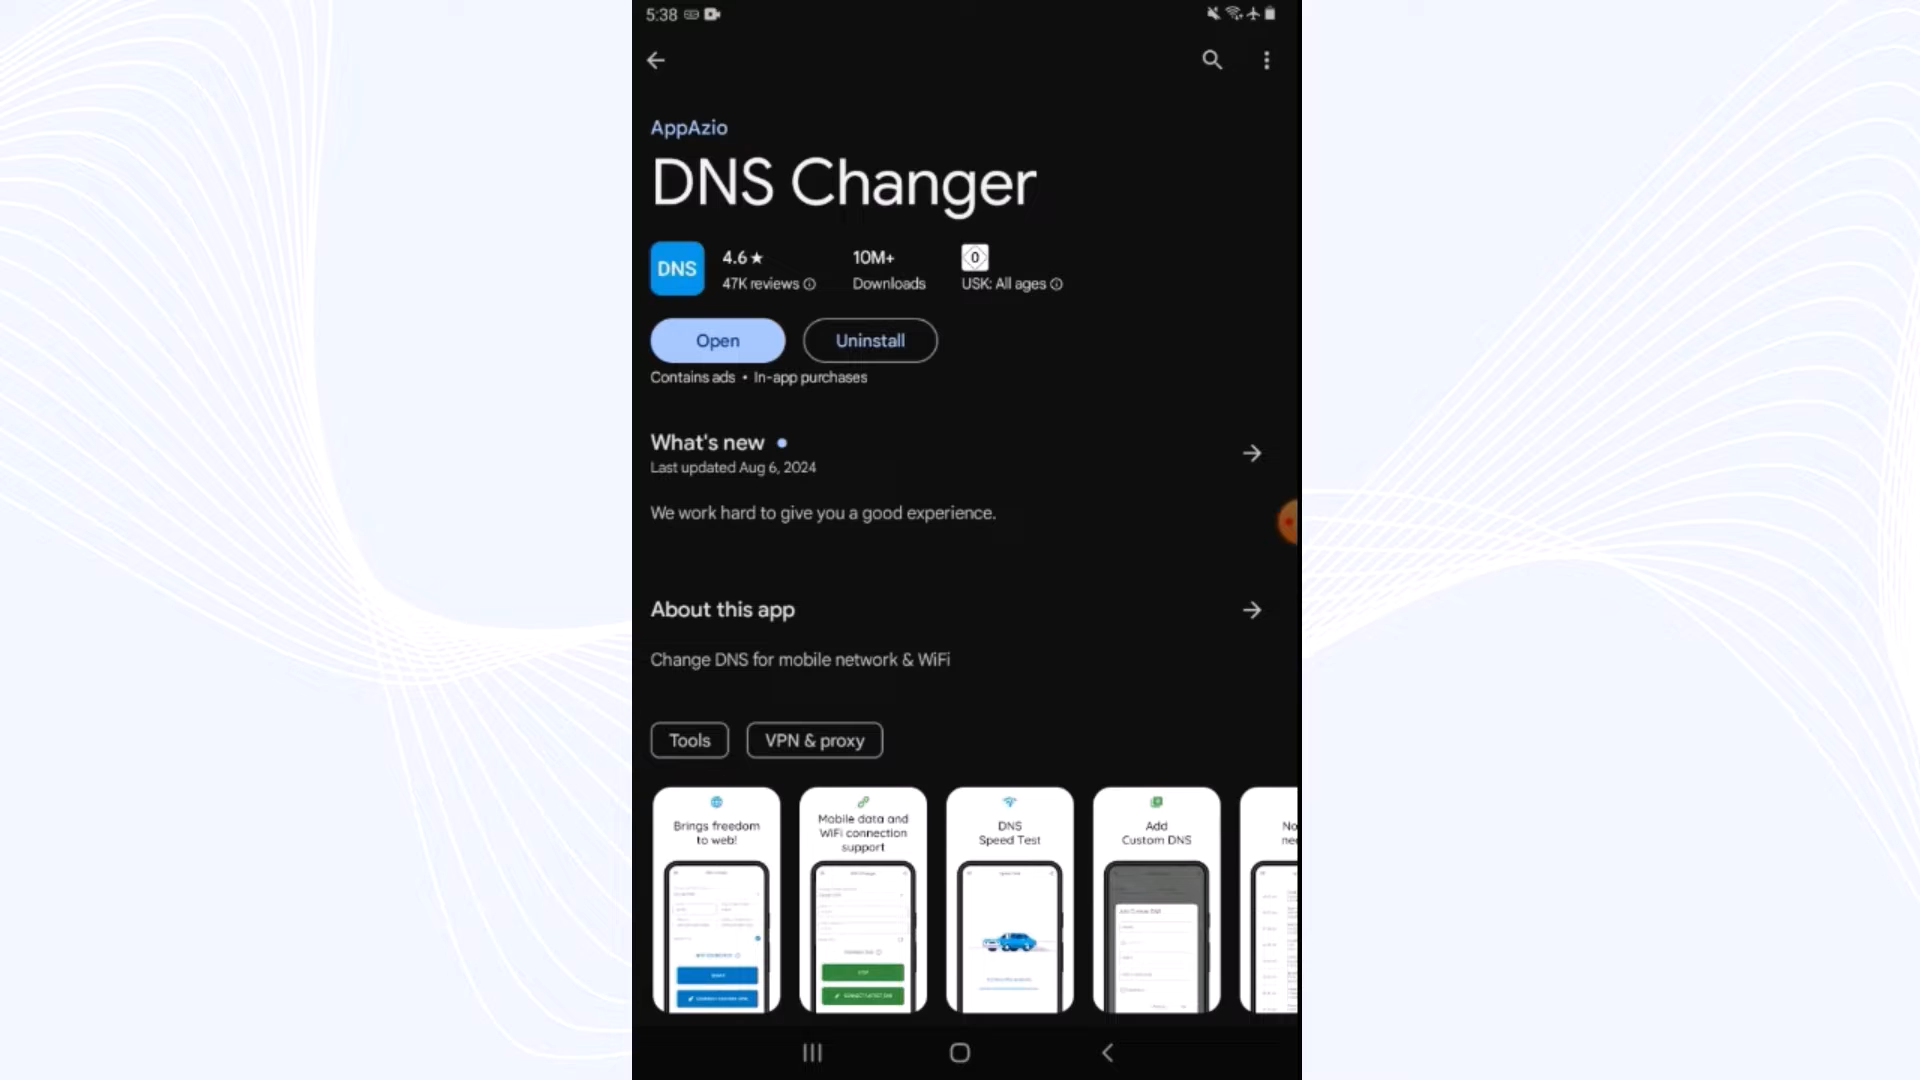 5:38
AppAzio
DNS Changer
DNS
4.6 ★
47K reviews
10M+
Downloads
0
USK: All ages
Open
Uninstall
Contains ads • In-app purchases
What's new
Last updated Aug 6, 2024
We work hard to give you a good experience.
About this app
Change DNS for mobile network & WiFi
Tools
VPN & proxy
Brings freedom
to web!
Mobile data and
WiFi connection
support
DNS
Speed Test
Add
Custom DNS